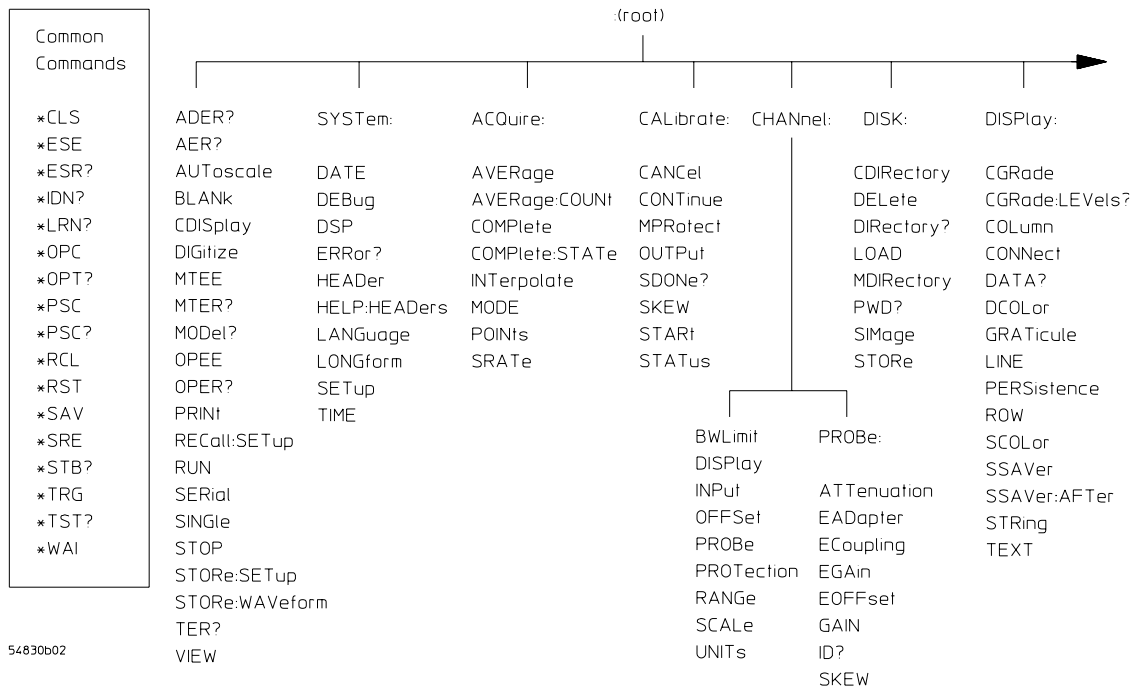 :(root)
Common
Commands
*CLS
*ESE
*ESR?
*IDN?
*LRN?
*OPC
*OPT?
*PSC
*PSC?
*RCL
*RST
*SAV
*SRE
*STB?
*TRG
*TST?
*WAI
ADER?
AER?
AUToscale
BLANk
CDISplay
DIGitize
MTEE
MTER?
MODel?
OPEE
OPER?
PRINt
RECall:SETup
RUN
SERial
SINGle
STOP
STORe:SETup
STORe:WAVeform
TER?
VIEW
SYSTem:
DATE
DEBug
DSP
ERRor?
HEADer
HELP:HEADers
LANGuage
LONGform
SETup
TIME
ACQuire:
AVERage
AVERage:COUNt
COMPlete
COMPlete:STATe
INTerpolate
MODE
POINts
SRATe
CALibrate:
CANCel
CONTinue
MPRotect
OUTPut
SDONe?
SKEW
STARt
STATus
CHANnel:
BWLimit
DISPlay
INPut
OFFSet
PROBe
PROTection
RANGe
SCALe
UNITs
PROBe:
ATTenuation
EADapter
ECoupling
EGAin
EOFFset
GAIN
ID?
SKEW
DISK:
CDIRectory
DELete
DIRectory?
LOAD
MDIRectory
PWD?
SIMage
STORe
DISPlay:
CGRade
CGRade:LEVels?
COLumn
CONNect
DATA?
DCOLor
GRATicule
LINE
PERSistence
ROW
SCOLor
SSAVer
SSAVer:AFTer
STRing
TEXT
54830b02